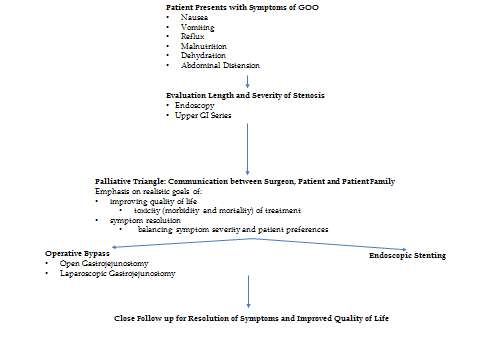 Patient Presents with Symptoms of GOO
• Nausea
• Vomiting
• Reflux
• Malnutrition
• Dehydration
• Abdominal Distension
Evaluation Length and Severity of Stenosis
• Endoscopy
• Upper GI Series
Palliative Triangle: Communication between Surgeon, Patient and Patient Family
Emphasis on realistic goals of:
• improving quality of life
• toxicity (morbidity and mortality) of treatment
• symptom resolution
• balancing symptom severity and patient preferences
Operative Bypass
• Open Gastrojejunostomy
• Laparoscopic Gastrojejunostomy
Endoscopic Stenting
Close Follow up for Resolution of Symptoms and Improved Quality of Life